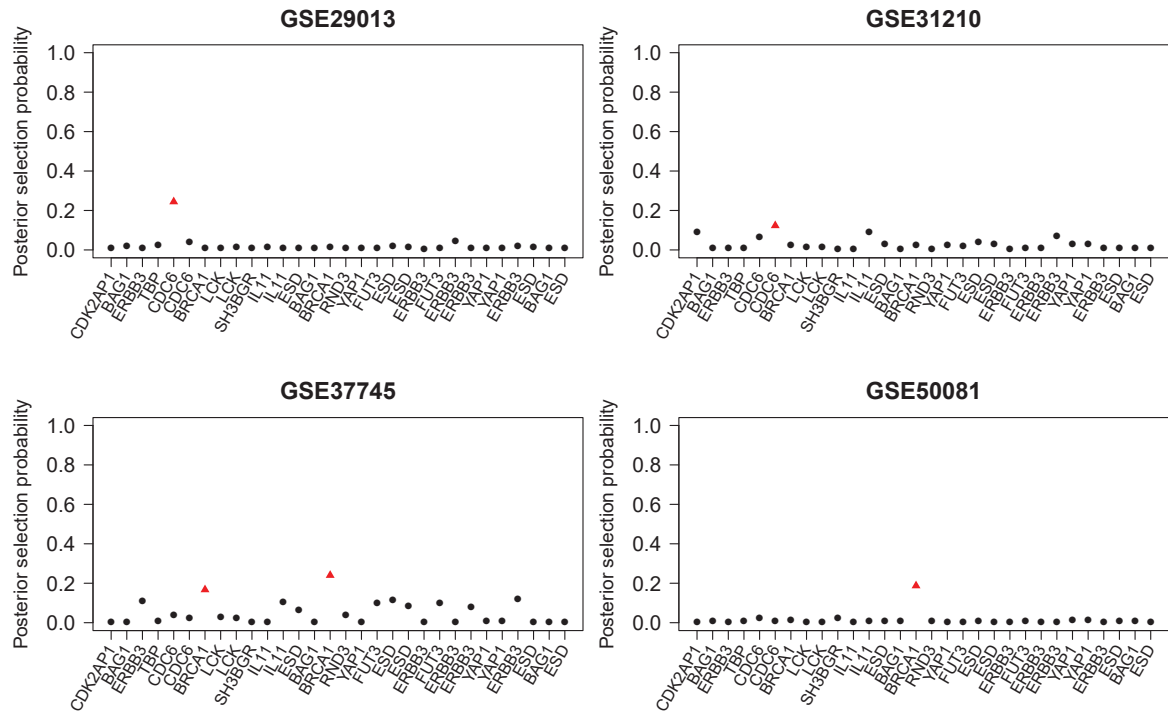 GSE29013
Posterior selection probability
1.0
0.8
0.6
0.4
0.2
0.0
CDK2AP1
BAG1
ERBB3
TBP
CDC6
CDC6
BRCA1
LCK
LCK
SH3BGR
IL11
IL11
ESD
BAG1
BRCA1
RND3
YAP1
FUT3
ESD
ESD
ERBB3
FUT3
ERBB3
ERBB3
YAP1
YAP1
ERBB3
ESD
BAG1
ESD
GSE31210
Posterior selection probability
1.0
0.8
0.6
0.4
0.2
0.0
CDK2AP1
BAG1
ERBB3
TBP
CDC6
CDC6
BRCA1
LCK
LCK
SH3BGR
IL11
IL11
ESD
BAG1
BRCA1
RND3
YAP1
FUT3
ESD
ESD
ERBB3
FUT3
ERBB3
ERBB3
YAP1
YAP1
ERBB3
ESD
BAG1
ESD
GSE37745
Posterior selection probability
1.0
0.8
0.6
0.4
0.2
0.0
CDK2AP1
BAG1
ERBB3
TBP
CDC6
CDC6
BRCA1
LCK
LCK
SH3BGR
IL11
IL11
ESD
BAG1
BRCA1
RND3
YAP1
FUT3
ESD
ESD
ERBB3
FUT3
ERBB3
ERBB3
YAP1
YAP1
ERBB3
ESD
BAG1
ESD
GSE50081
Posterior selection probability
1.0
0.8
0.6
0.4
0.2
0.0
CDK2AP1
BAG1
ERBB3
TBP
CDC6
CDC6
BRCA1
LCK
LCK
SH3BGR
IL11
IL11
ESD
BAG1
BRCA1
RND3
YAP1
FUT3
ESD
ESD
ERBB3
FUT3
ERBB3
ERBB3
YAP1
YAP1
ERBB3
ESD
BAG1
ESD